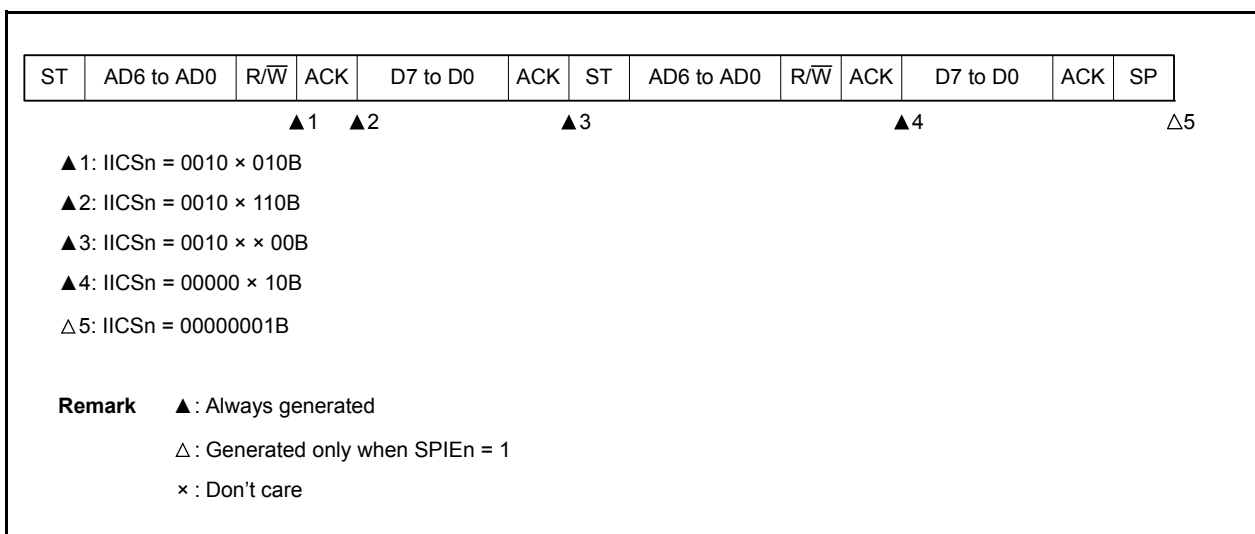 ST AD6 to AD0 R/W̅ ACK D7 to D0 ACK ST AD6 to AD0 R/W̅ ACK D7 to D0 ACK SP
▲1 ▲2 ▲3 ▲4 △5
▲1: IICSn = 0010 × 010B
▲2: IICSn = 0010 × 110B
▲3: IICSn = 0010 × × 00B
▲4: IICSn = 00000 × 10B
△5: IICSn = 00000001B
Remark ▲: Always generated
△: Generated only when SPIEn = 1
× : Don't care